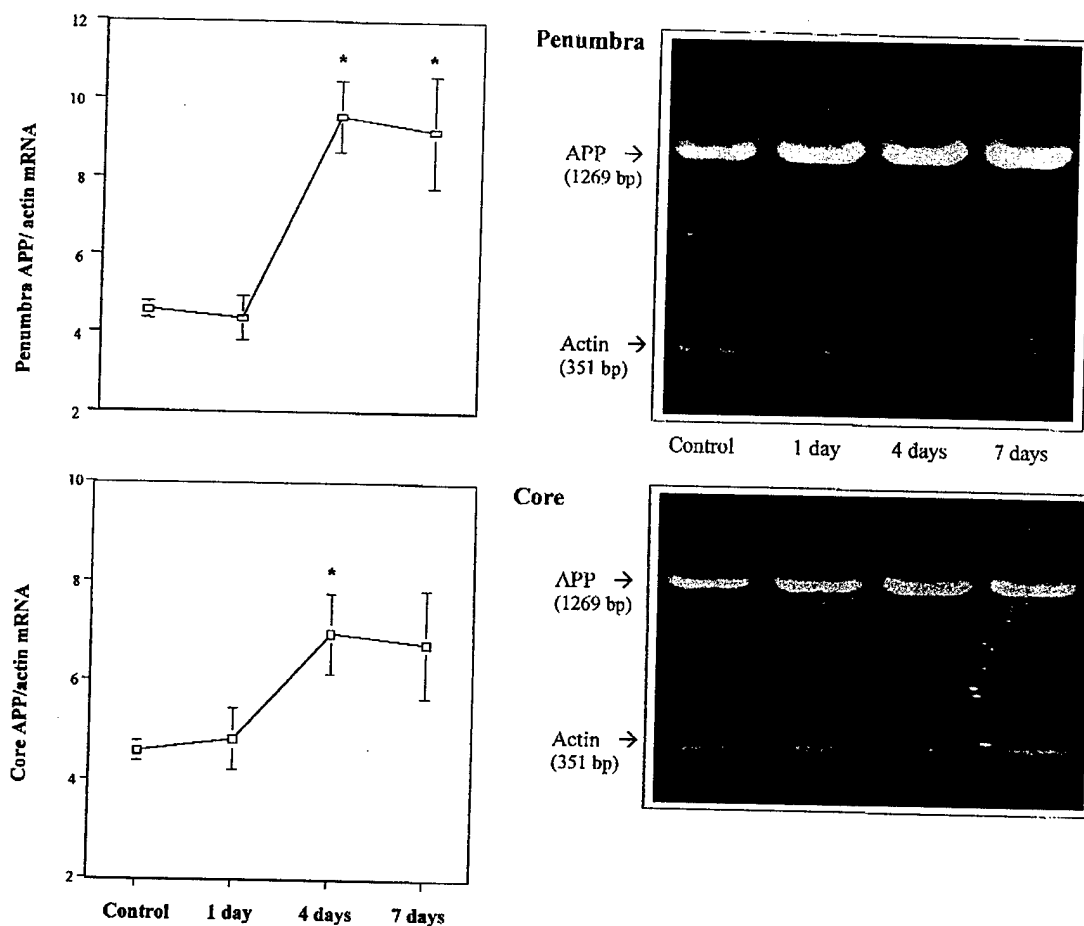 Penumbra APP/ actin mRNA
12
10
8
6
4
2
*
*
Penumbra
APP →
(1269 bp)
Actin →
(351 bp)
Control 1 day 4 days 7 days
Core APP/actin mRNA
10
8
6
4
2
*
Control 1 day 4 days 7 days
Core
APP →
(1269 bp)
Actin →
(351 bp)